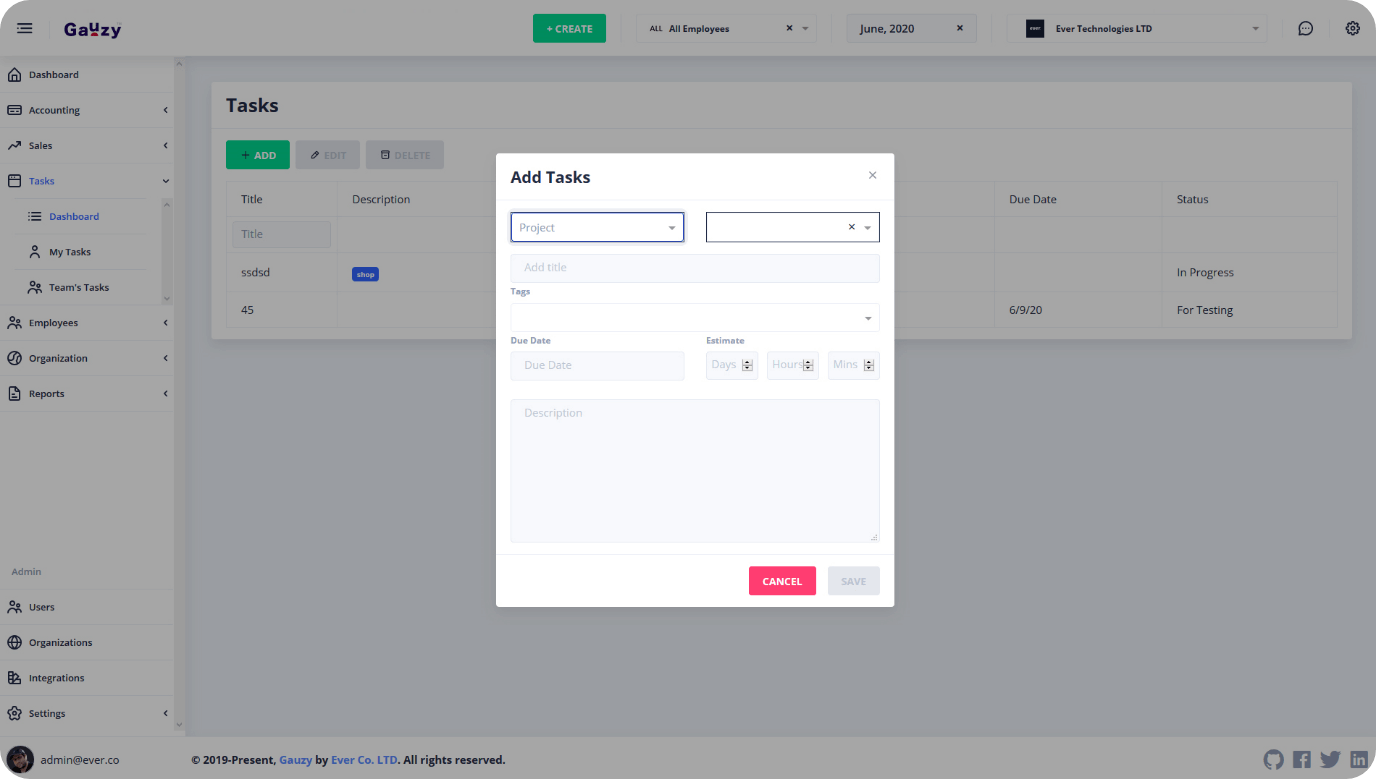 Gauzy
+ CREATE
ALL All Employees
June, 2020
ever
Ever Technologies LTD
Dashboard
Accounting
Sales
Tasks
Dashboard
My Tasks
Team's Tasks
Employees
Organization
Reports
Admin
Users
Organizations
Integrations
Settings
admin@ever.co
Tasks
+ ADD
EDIT
DELETE
Title
Description
Due Date
Status
Title
ssdsd
shop
In Progress
45
6/9/20
For Testing
Add Tasks
Project
Add title
Tags
Due Date
Estimate
Due Date
Days
Hours
Mins
Description
CANCEL
SAVE
© 2019-Present, Gauzy by Ever Co. LTD. All rights reserved.